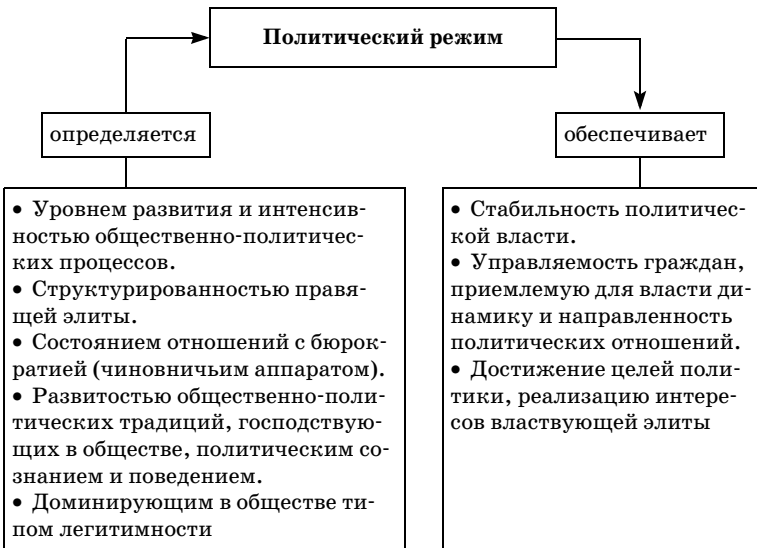 Политический режим
определяется
обеспечивает
• Уровнем развития и интенсив-
ностью общественно-политичес-
ких процессов.
• Структурированностью правя-
щей элиты.
• Состоянием отношений с бюрок-
ратией (чиновничьим аппаратом).
• Развитостью общественно-поли-
тических традиций, господствую-
щих в обществе, политическим со-
знанием и поведением.
• Доминирующим в обществе ти-
пом легитимности
• Стабильность политичес-
кой власти.
• Управляемость граждан,
приемлемую для власти ди-
намику и направленность
политических отношений.
• Достижение целей поли-
тики, реализацию интере-
сов властвующей элиты